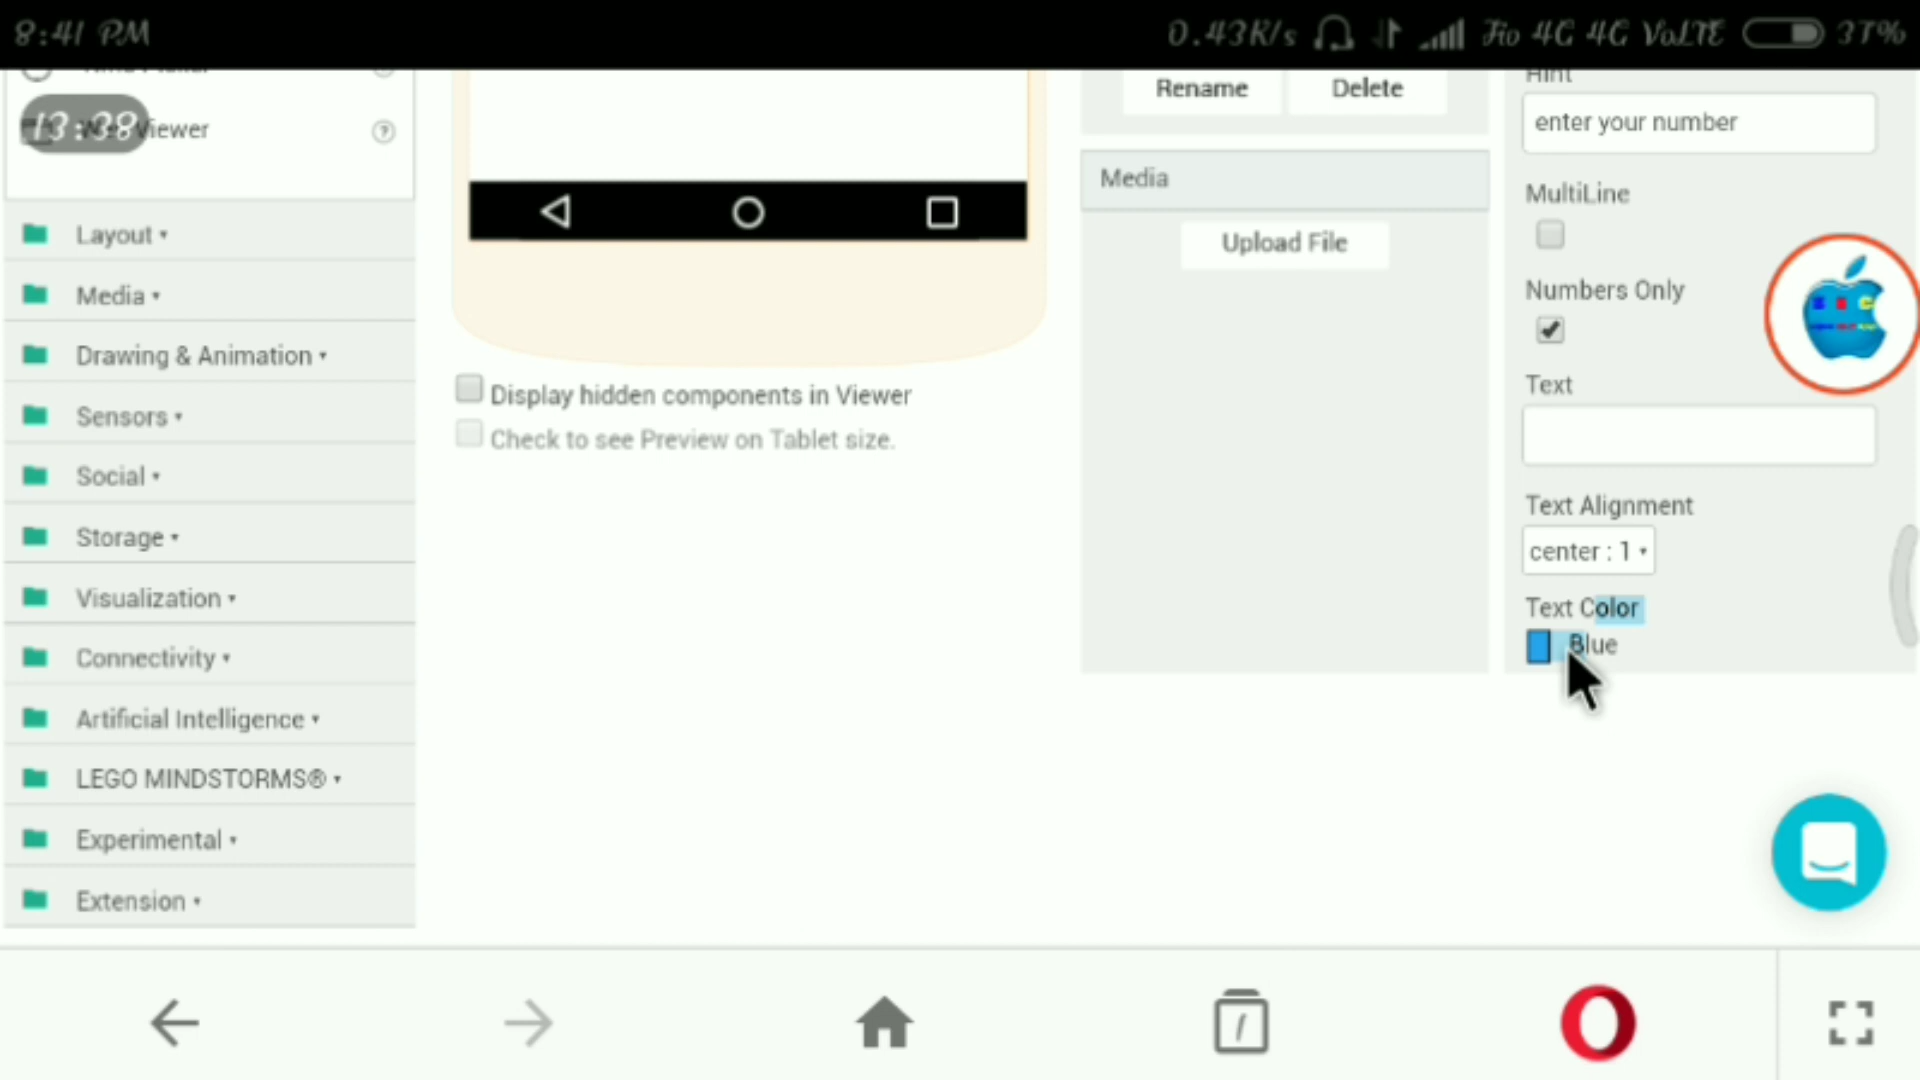 8:41 PM
0.43K/s Jio 4G 4G VoLTE 37%
13:38
Viewer
?
Layout
Media
Drawing & Animation
Sensors
Social
Storage
Visualization
Connectivity
Artificial Intelligence
LEGO MINDSTORMS®
Experimental
Extension
Display hidden components in Viewer
Check to see Preview on Tablet size.
Rename Delete
Media
Upload File
Hint
enter your number
MultiLine
Numbers Only
Text
Text Alignment
center : 1
Text Color
Blue